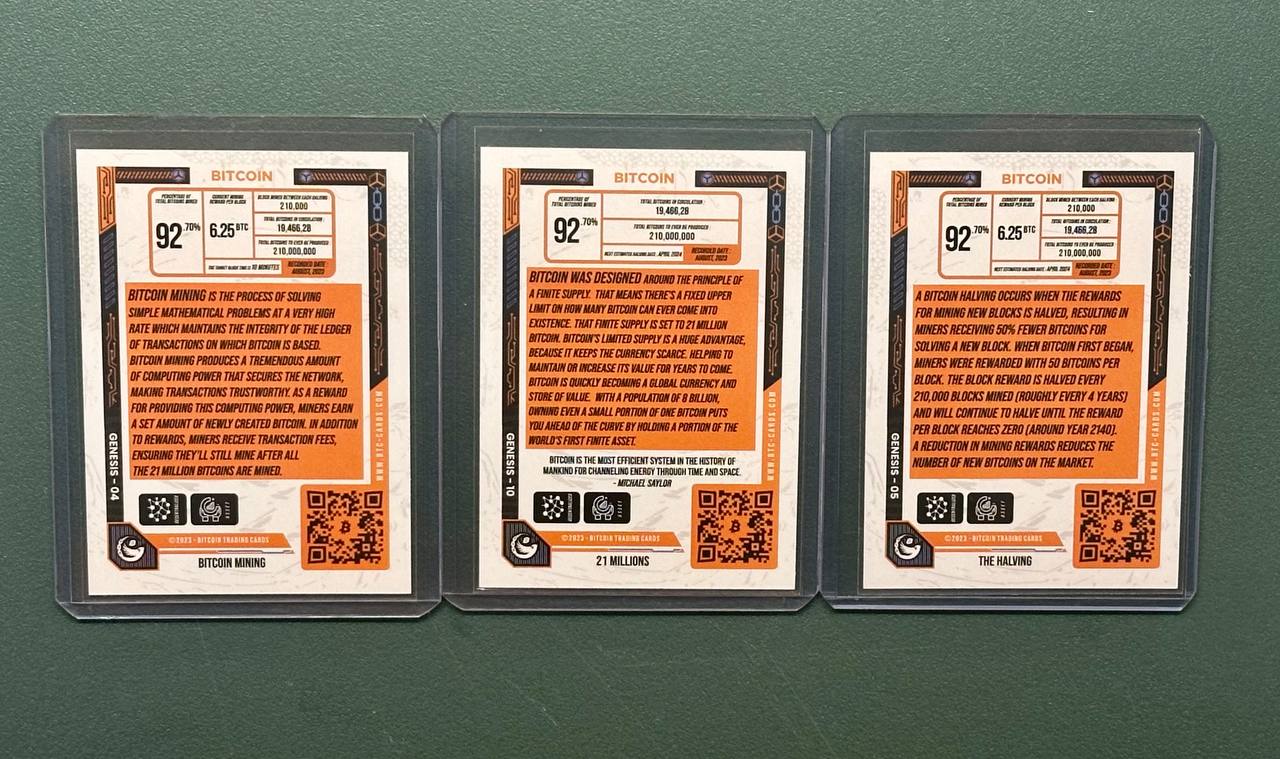 BITCOIN
PERCENTAGE OF
TOTAL BITCOINS MINED
92.70%
CURRENT MINING
REWARD PER BLOCK
6.25 BTC
BLOCK MINED BETWEEN EACH HALVING
210,000
TOTAL BITCOINS IN CIRCULATION :
19,466,28
TOTAL BITCOINS TO EVER BE PRODUCED
210,000,000
THE TARGET BLOCK TIME IS 10 MINUTES
RECORDED DATE :
AUGUST, 2023
BITCOIN MINING IS THE PROCESS OF SOLVING
SIMPLE MATHEMATICAL PROBLEMS AT A VERY HIGH
RATE WHICH MAINTAINS THE INTEGRITY OF THE LEDGER
OF TRANSACTIONS ON WHICH BITCOIN IS BASED.
BITCOIN MINING PRODUCES A TREMENDOUS AMOUNT
OF COMPUTING POWER THAT SECURES THE NETWORK,
MAKING TRANSACTIONS TRUSTWORTHY. AS A REWARD
FOR PROVIDING THIS COMPUTING POWER, MINERS EARN
A SET AMOUNT OF NEWLY CREATED BITCOIN. IN ADDITION
TO REWARDS, MINERS RECEIVE TRANSACTION FEES,
ENSURING THEY'LL STILL MINE AFTER ALL
THE 21 MILLION BITCOINS ARE MINED.
GENESIS - 04
WWW.BTC-CARDS.COM
DECENTRALIZED
ASSET
©2023 - BITCOIN TRADING CARDS
BITCOIN MINING
BITCOIN
PERCENTAGE OF
TOTAL BITCOINS MINED
92.70%
TOTAL BITCOINS IN CIRCULATION :
19,466,28
TOTAL BITCOINS TO EVER BE PRODUCED
210,000,000
NEXT ESTIMATED HALVING DATE : APRIL, 2024
RECORDED DATE :
AUGUST, 2023
BITCOIN WAS DESIGNED AROUND THE PRINCIPLE OF
A FINITE SUPPLY. THAT MEANS THERE'S A FIXED UPPER
LIMIT ON HOW MANY BITCOIN CAN EVER COME INTO
EXISTENCE. THAT FINITE SUPPLY IS SET TO 21 MILLION
BITCOIN. BITCOIN'S LIMITED SUPPLY IS A HUGE ADVANTAGE,
BECAUSE IT KEEPS THE CURRENCY SCARCE. HELPING TO
MAINTAIN OR INCREASE ITS VALUE FOR YEARS TO COME.
BITCOIN IS QUICKLY BECOMING A GLOBAL CURRENCY AND
STORE OF VALUE. WITH A POPULATION OF 8 BILLION,
OWNING EVEN A SMALL PORTION OF ONE BITCOIN PUTS
YOU AHEAD OF THE CURVE BY HOLDING A PORTION OF THE
WORLD'S FIRST FINITE ASSET.
BITCOIN IS THE MOST EFFICIENT SYSTEM IN THE HISTORY OF
MANKIND FOR CHANNELING ENERGY THROUGH TIME AND SPACE.
- MICHAEL SAYLOR
GENESIS - 10
WWW.BTC-CARDS.COM
DECENTRALIZED
ASSET
©2023 - BITCOIN TRADING CARDS
21 MILLIONS
BITCOIN
PERCENTAGE OF
TOTAL BITCOINS MINED
92.70%
CURRENT MINING
REWARD PER BLOCK
6.25 BTC
BLOCK MINED BETWEEN EACH HALVING
210,000
TOTAL BITCOINS IN CIRCULATION :
19,466,28
TOTAL BITCOINS TO EVER BE PRODUCED
210,000,000
NEXT ESTIMATED HALVING DATE : APRIL, 2024
RECORDED DATE :
AUGUST, 2023
A BITCOIN HALVING OCCURS WHEN THE REWARDS
FOR MINING NEW BLOCKS IS HALVED, RESULTING IN
MINERS RECEIVING 50% FEWER BITCOINS FOR
SOLVING A NEW BLOCK. WHEN BITCOIN FIRST BEGAN,
MINERS WERE REWARDED WITH 50 BITCOINS PER
BLOCK. THE BLOCK REWARD IS HALVED EVERY
210,000 BLOCKS MINED (ROUGHLY EVERY 4 YEARS)
AND WILL CONTINUE TO HALVE UNTIL THE REWARD
PER BLOCK REACHES ZERO (AROUND YEAR 2140).
A REDUCTION IN MINING REWARDS REDUCES THE
NUMBER OF NEW BITCOINS ON THE MARKET.
GENESIS - 05
WWW.BTC-CARDS.COM
DECENTRALIZED
ASSET
©2023 - BITCOIN TRADING CARDS
THE HALVING